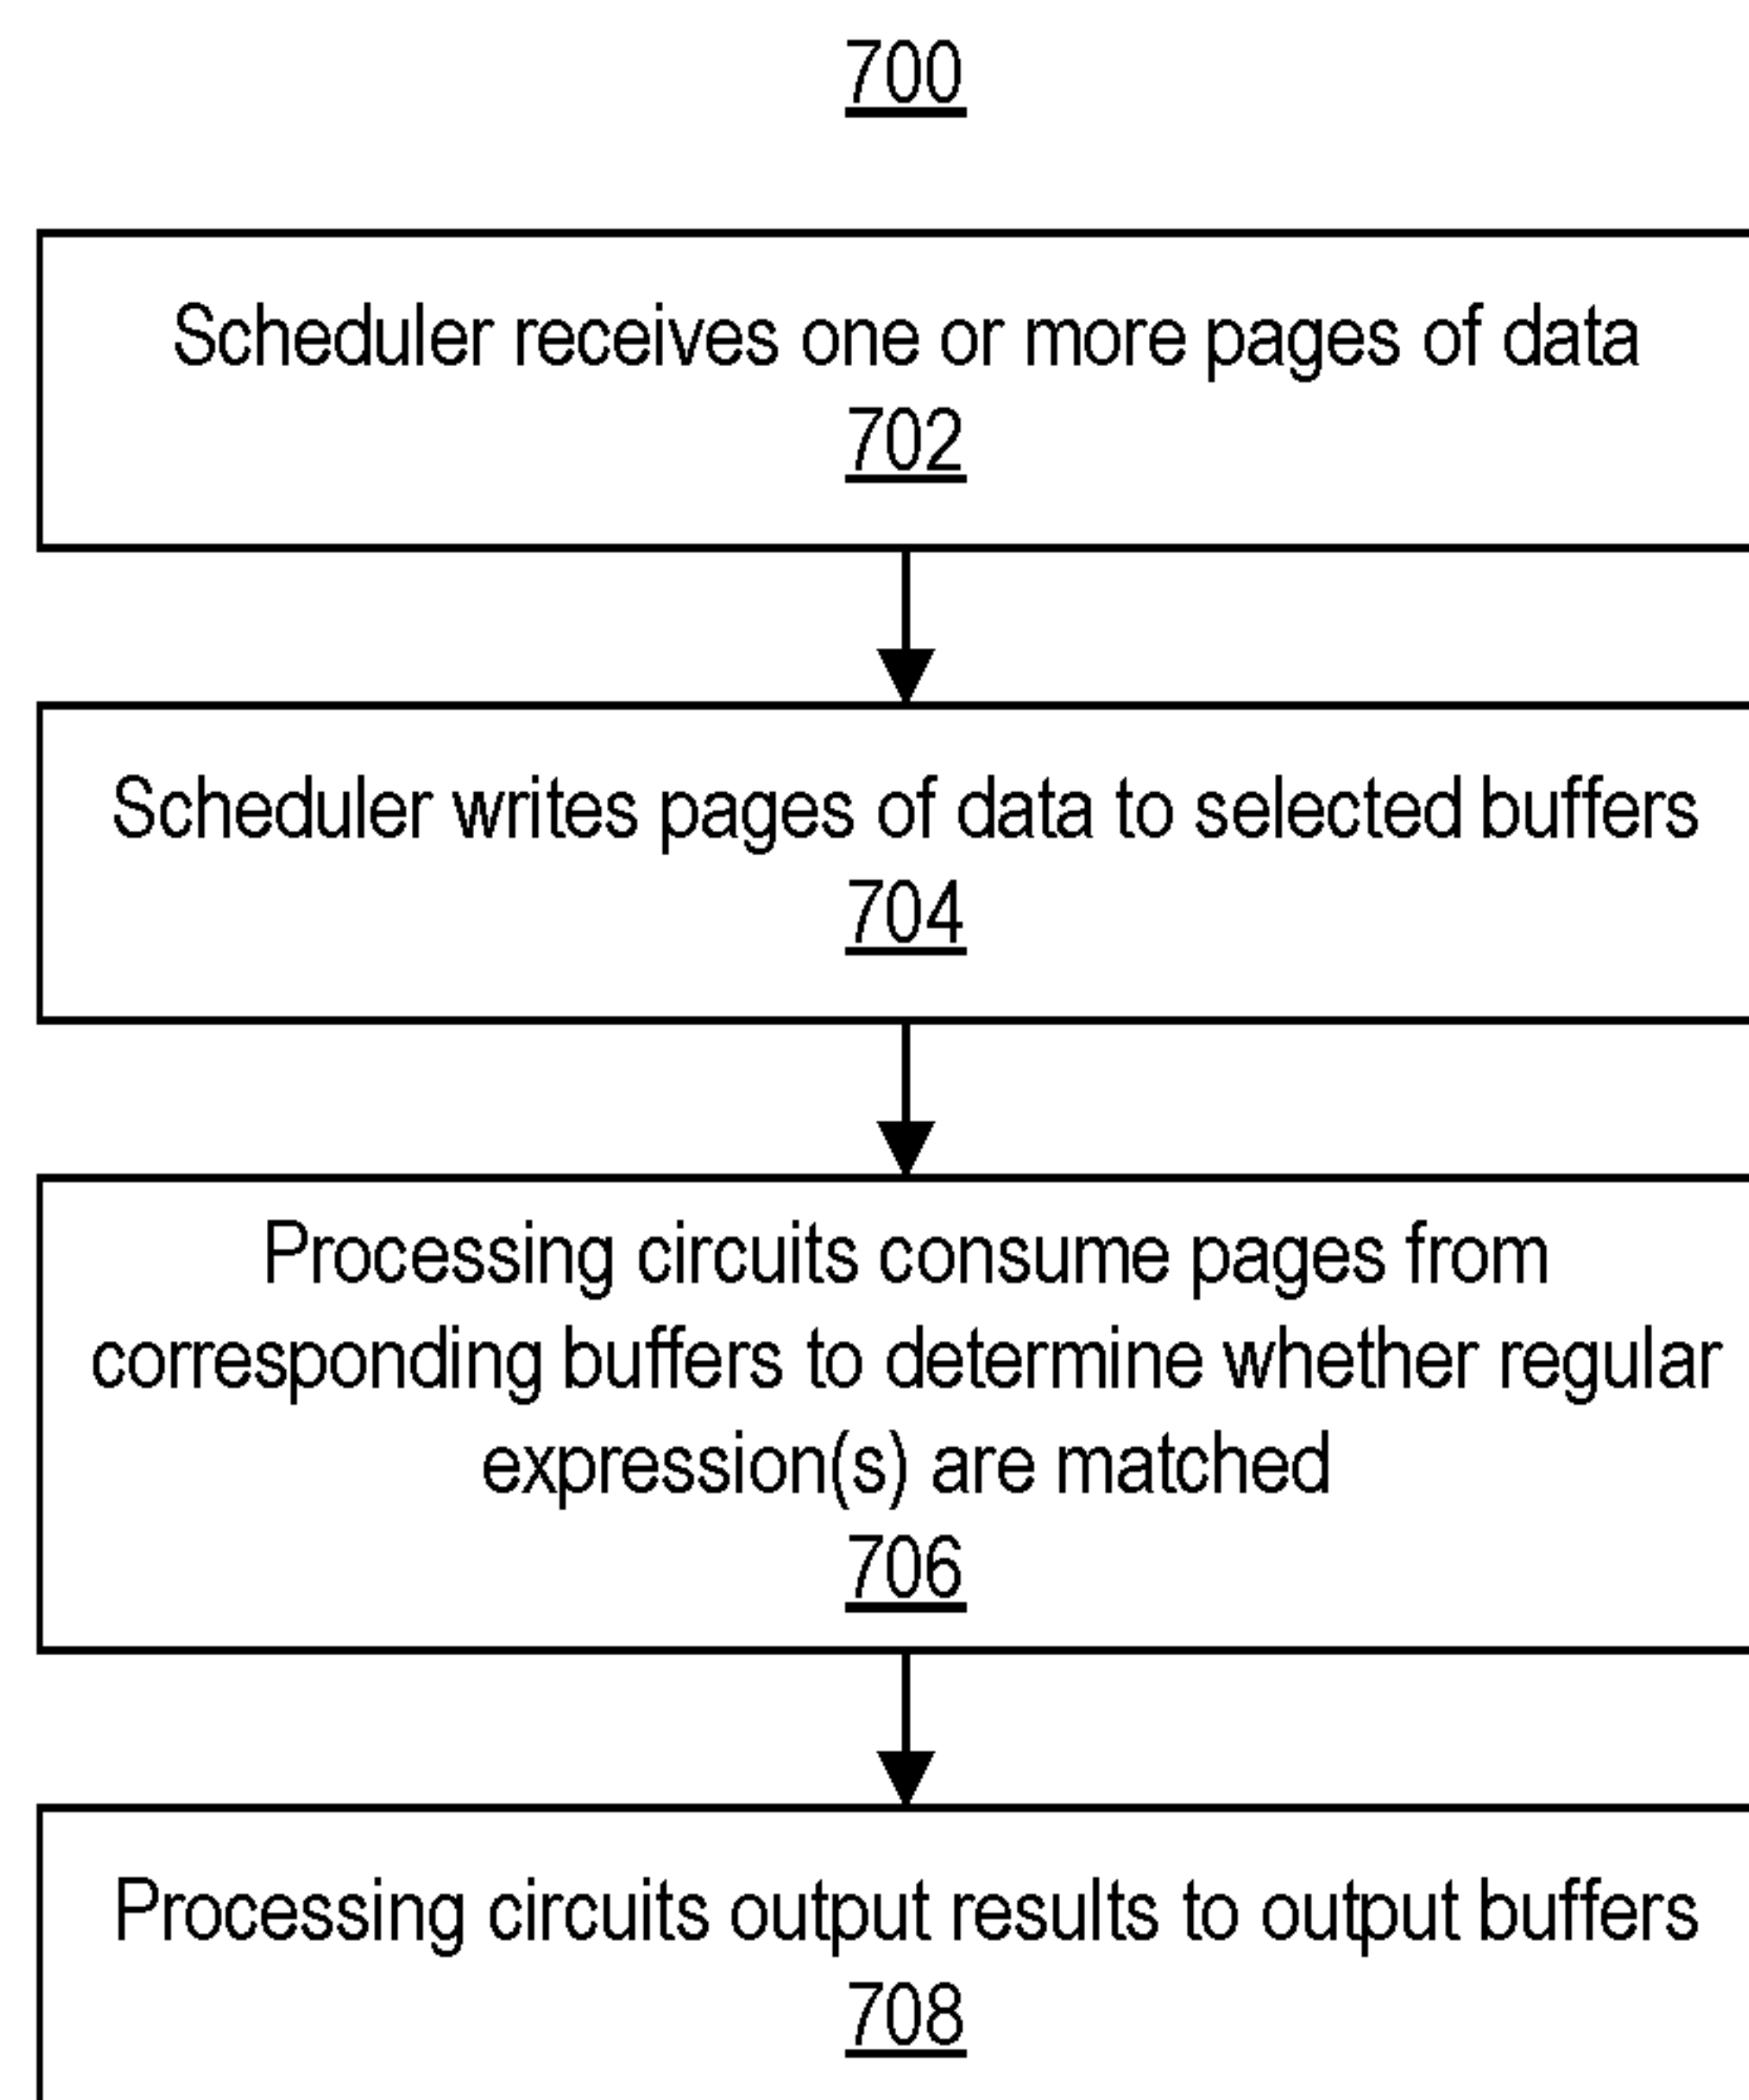 700
Scheduler receives one or more pages of data
702
Scheduler writes pages of data to selected buffers
704
Processing circuits consume pages from
corresponding buffers to determine whether regular
expression(s) are matched
706
Processing circuits output results to output buffers
708